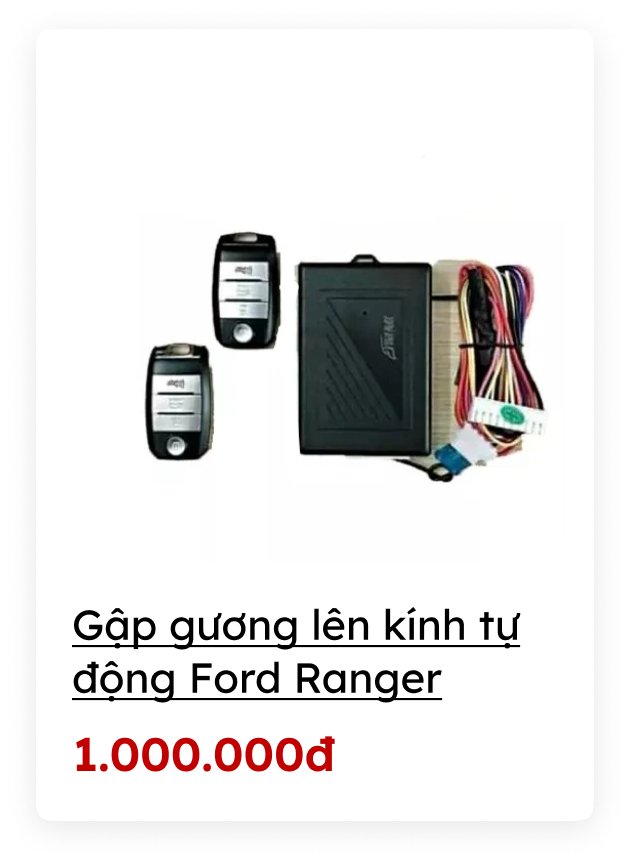 Gập gương lên kính tự
động Ford Ranger
1.000.000đ